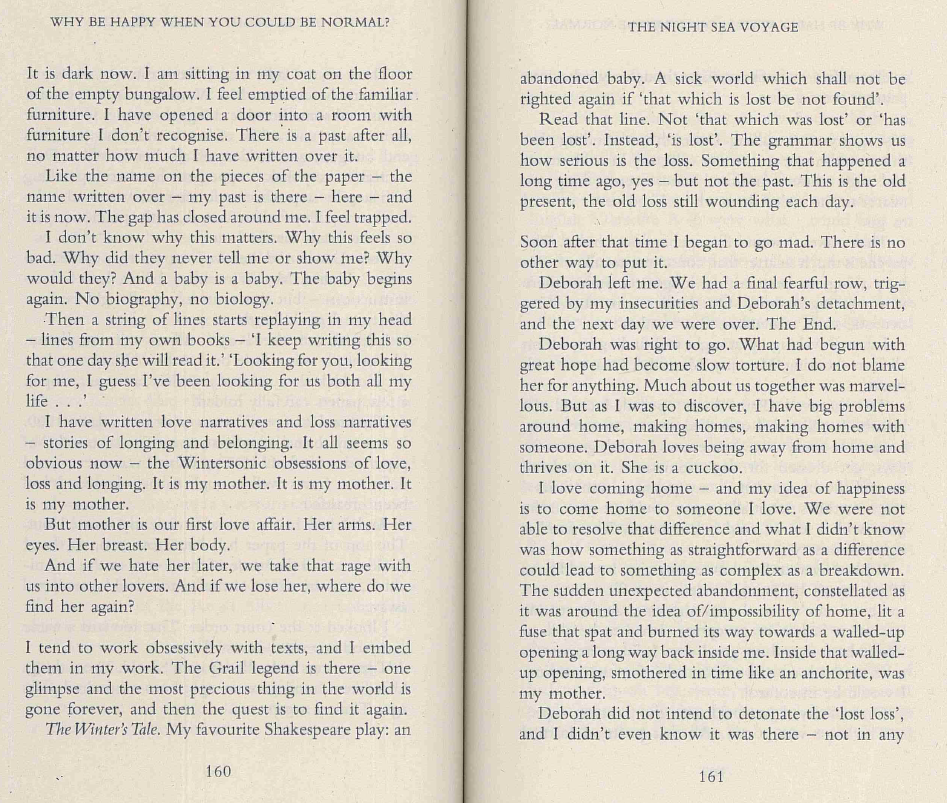 WHY BE HAPPY WHEN YOU COULD BE NORMAL?
It is dark now. I am sitting in my coat on the floor
of the empty bungalow. I feel emptied of the familiar
furniture. I have opened a door into a room with
furniture I don't recognise. There is a past after all,
no matter how much I have written over it.
Like the name on the pieces of the paper – the
name written over – my past is there – here – and
it is now. The gap has closed around me. I feel trapped.
I don't know why this matters. Why this feels so
bad. Why did they never tell me or show me? Why
would they? And a baby is a baby. The baby begins
again. No biography, no biology.
Then a string of lines starts replaying in my head
– lines from my own books – 'I keep writing this so
that one day she will read it.' 'Looking for you, looking
for me, I guess I've been looking for us both all my
life . . .'
I have written love narratives and loss narratives
– stories of longing and belonging. It all seems so
obvious now – the Wintersonic obsessions of love,
loss and longing. It is my mother. It is my mother. It
is my mother.
But mother is our first love affair. Her arms. Her
eyes. Her breast. Her body.
And if we hate her later, we take that rage with
us into other lovers. And if we lose her, where do we
find her again?
I tend to work obsessively with texts, and I embed
them in my work. The Grail legend is there – one
glimpse and the most precious thing in the world is
gone forever, and then the quest is to find it again.
The Winter's Tale. My favourite Shakespeare play: an
160
THE NIGHT SEA VOYAGE
abandoned baby. A sick world which shall not be
righted again if 'that which is lost be not found'.
Read that line. Not 'that which was lost' or 'has
been lost'. Instead, 'is lost'. The grammar shows us
how serious is the loss. Something that happened a
long time ago, yes – but not the past. This is the old
present, the old loss still wounding each day.
Soon after that time I began to go mad. There is no
other way to put it.
Deborah left me. We had a final fearful row, trig-
gered by my insecurities and Deborah's detachment,
and the next day we were over. The End.
Deborah was right to go. What had begun with
great hope had become slow torture. I do not blame
her for anything. Much about us together was marvel-
lous. But as I was to discover, I have big problems
around home, making homes, making homes with
someone. Deborah loves being away from home and
thrives on it. She is a cuckoo.
I love coming home – and my idea of happiness
is to come home to someone I love. We were not
able to resolve that difference and what I didn't know
was how something as straightforward as a difference
could lead to something as complex as a breakdown.
The sudden unexpected abandonment, constellated as
it was around the idea of/impossibility of home, lit a
fuse that spat and burned its way towards a walled-up
opening a long way back inside me. Inside that walled-
up opening, smothered in time like an anchorite, was
my mother.
Deborah did not intend to detonate the 'lost loss',
and I didn't even know it was there – not in any
161